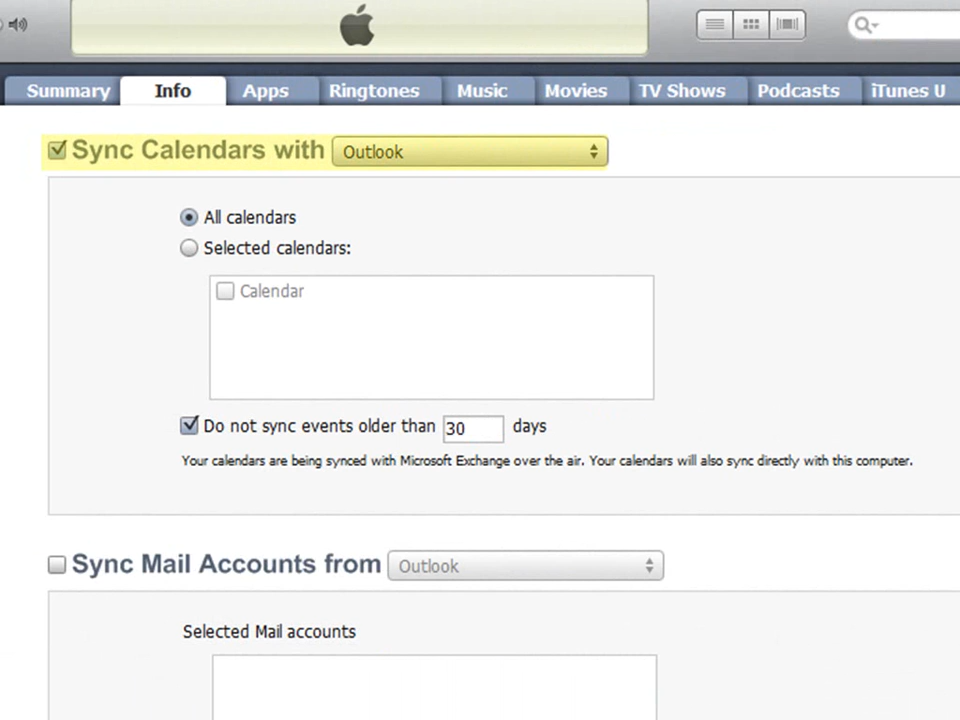 Summary Info Apps Ringtones Music Movies TV Shows Podcasts iTunes U
Sync Calendars with Outlook
All calendars
Selected calendars:
Calendar
Do not sync events older than 30 days
Your calendars are being synced with Microsoft Exchange over the air. Your calendars will also sync directly with this computer.
Sync Mail Accounts from Outlook
Selected Mail accounts